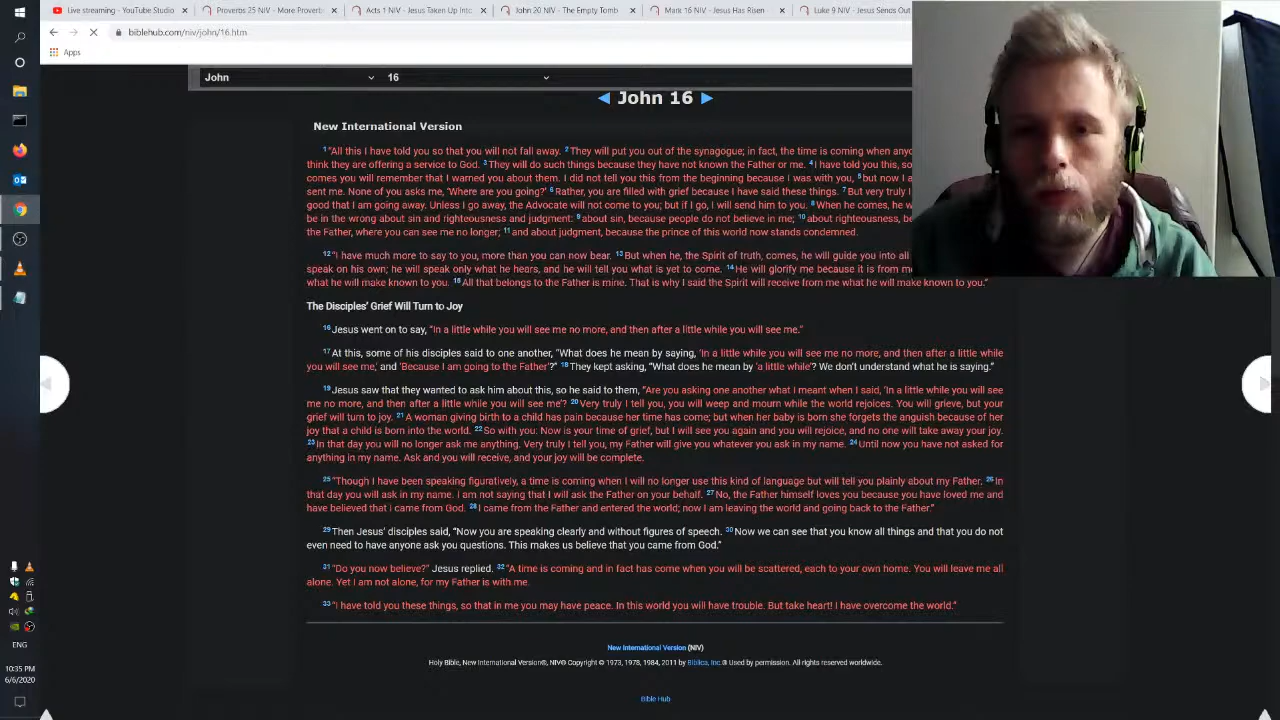 Live streaming - YouTube Studio
Proverbs 25 NIV - More Proverbs
Acts 1 NIV - Jesus Taken Up Into
John 20 NIV - The Empty Tomb
Mark 16 NIV - Jesus Has Risen
Luke 9 NIV - Jesus Sends Out
biblehub.com/niv/john/16.htm
Apps
John 16
◄ John 16 ►
New International Version
1 “All this I have told you so that you will not fall away. 2 They will put you out of the synagogue; in fact, the time is coming when
think they are offering a service to God. 3 They will do such things because they have not known the Father or me. 4 I have told you this, so
comes you will remember that I warned you about them. I did not tell you this from the beginning because I was with you, 5 but now I
sent me. None of you asks me, ‘Where are you going?’ 6 Rather, you are filled with grief because I have said these things. 7 But very truly I
good that I am going away. Unless I go away, the Advocate will not come to you; but if I go, I will send him to you. 8 When he comes, he
be in the wrong about sin and righteousness and judgment: 9 about sin, because people do not believe in me; 10 about righteousness,
the Father, where you can see me no longer; 11 and about judgment, because the prince of this world now stands condemned.
12 “I have much more to say to you, more than you can now bear. 13 But when he, the Spirit of truth, comes, he will guide you into all
speak on his own; he will speak only what he hears, and he will tell you what is yet to come. 14 He will glorify me because it is from
what he will make known to you. 15 All that belongs to the Father is mine. That is why I said the Spirit will receive from me what he will make known to you.”
The Disciples’ Grief Will Turn to Joy
16 Jesus went on to say, “In a little while you will see me no more, and then after a little while you will see me.”
17 At this, some of his disciples said to one another, “What does he mean by saying, ‘In a little while you will see me no more, and then after a little while
you will see me,’ and ‘Because I am going to the Father’?” 18 They kept asking, “What does he mean by ‘a little while’? We don’t understand what he is saying.”
19 Jesus saw that they wanted to ask him about this, so he said to them, “Are you asking one another what I meant when I said, ‘In a little while you will see
me no more, and then after a little while you will see me’? 20 Very truly I tell you, you will weep and mourn while the world rejoices. You will grieve, but your
grief will turn to joy. 21 A woman giving birth to a child has pain because her time has come; but when her baby is born she forgets the anguish because of her
joy that a child is born into the world. 22 So with you: Now is your time of grief, but I will see you again and you will rejoice, and no one will take away your joy.
23 In that day you will no longer ask me anything. Very truly I tell you, my Father will give you whatever you ask in my name. 24 Until now you have not asked for
anything in my name. Ask and you will receive, and your joy will be complete.
25 “Though I have been speaking figuratively, a time is coming when I will no longer use this kind of language but will tell you plainly about my Father. 26 In
that day you will ask in my name. I am not saying that I will ask the Father on your behalf. 27 No, the Father himself loves you because you have loved me and
have believed that I came from God. 28 I came from the Father and entered the world; now I am leaving the world and going back to the Father.”
29 Then Jesus’ disciples said, “Now you are speaking clearly and without figures of speech. 30 Now we can see that you know all things and that you do not
even need to have anyone ask you questions. This makes us believe that you came from God.”
31 “Do you now believe?” Jesus replied. 32 “A time is coming and in fact has come when you will be scattered, each to your own home. You will leave me all
alone. Yet I am not alone, for my Father is with me.
33 “I have told you these things, so that in me you may have peace. In this world you will have trouble. But take heart! I have overcome the world.”
New International Version (NIV)
Holy Bible, New International Version®, NIV® Copyright © 1973, 1978, 1984, 2011 by Biblica, Inc.® Used by permission. All rights reserved worldwide.
Bible Hub
ENG
10:35 PM
6/6/2020